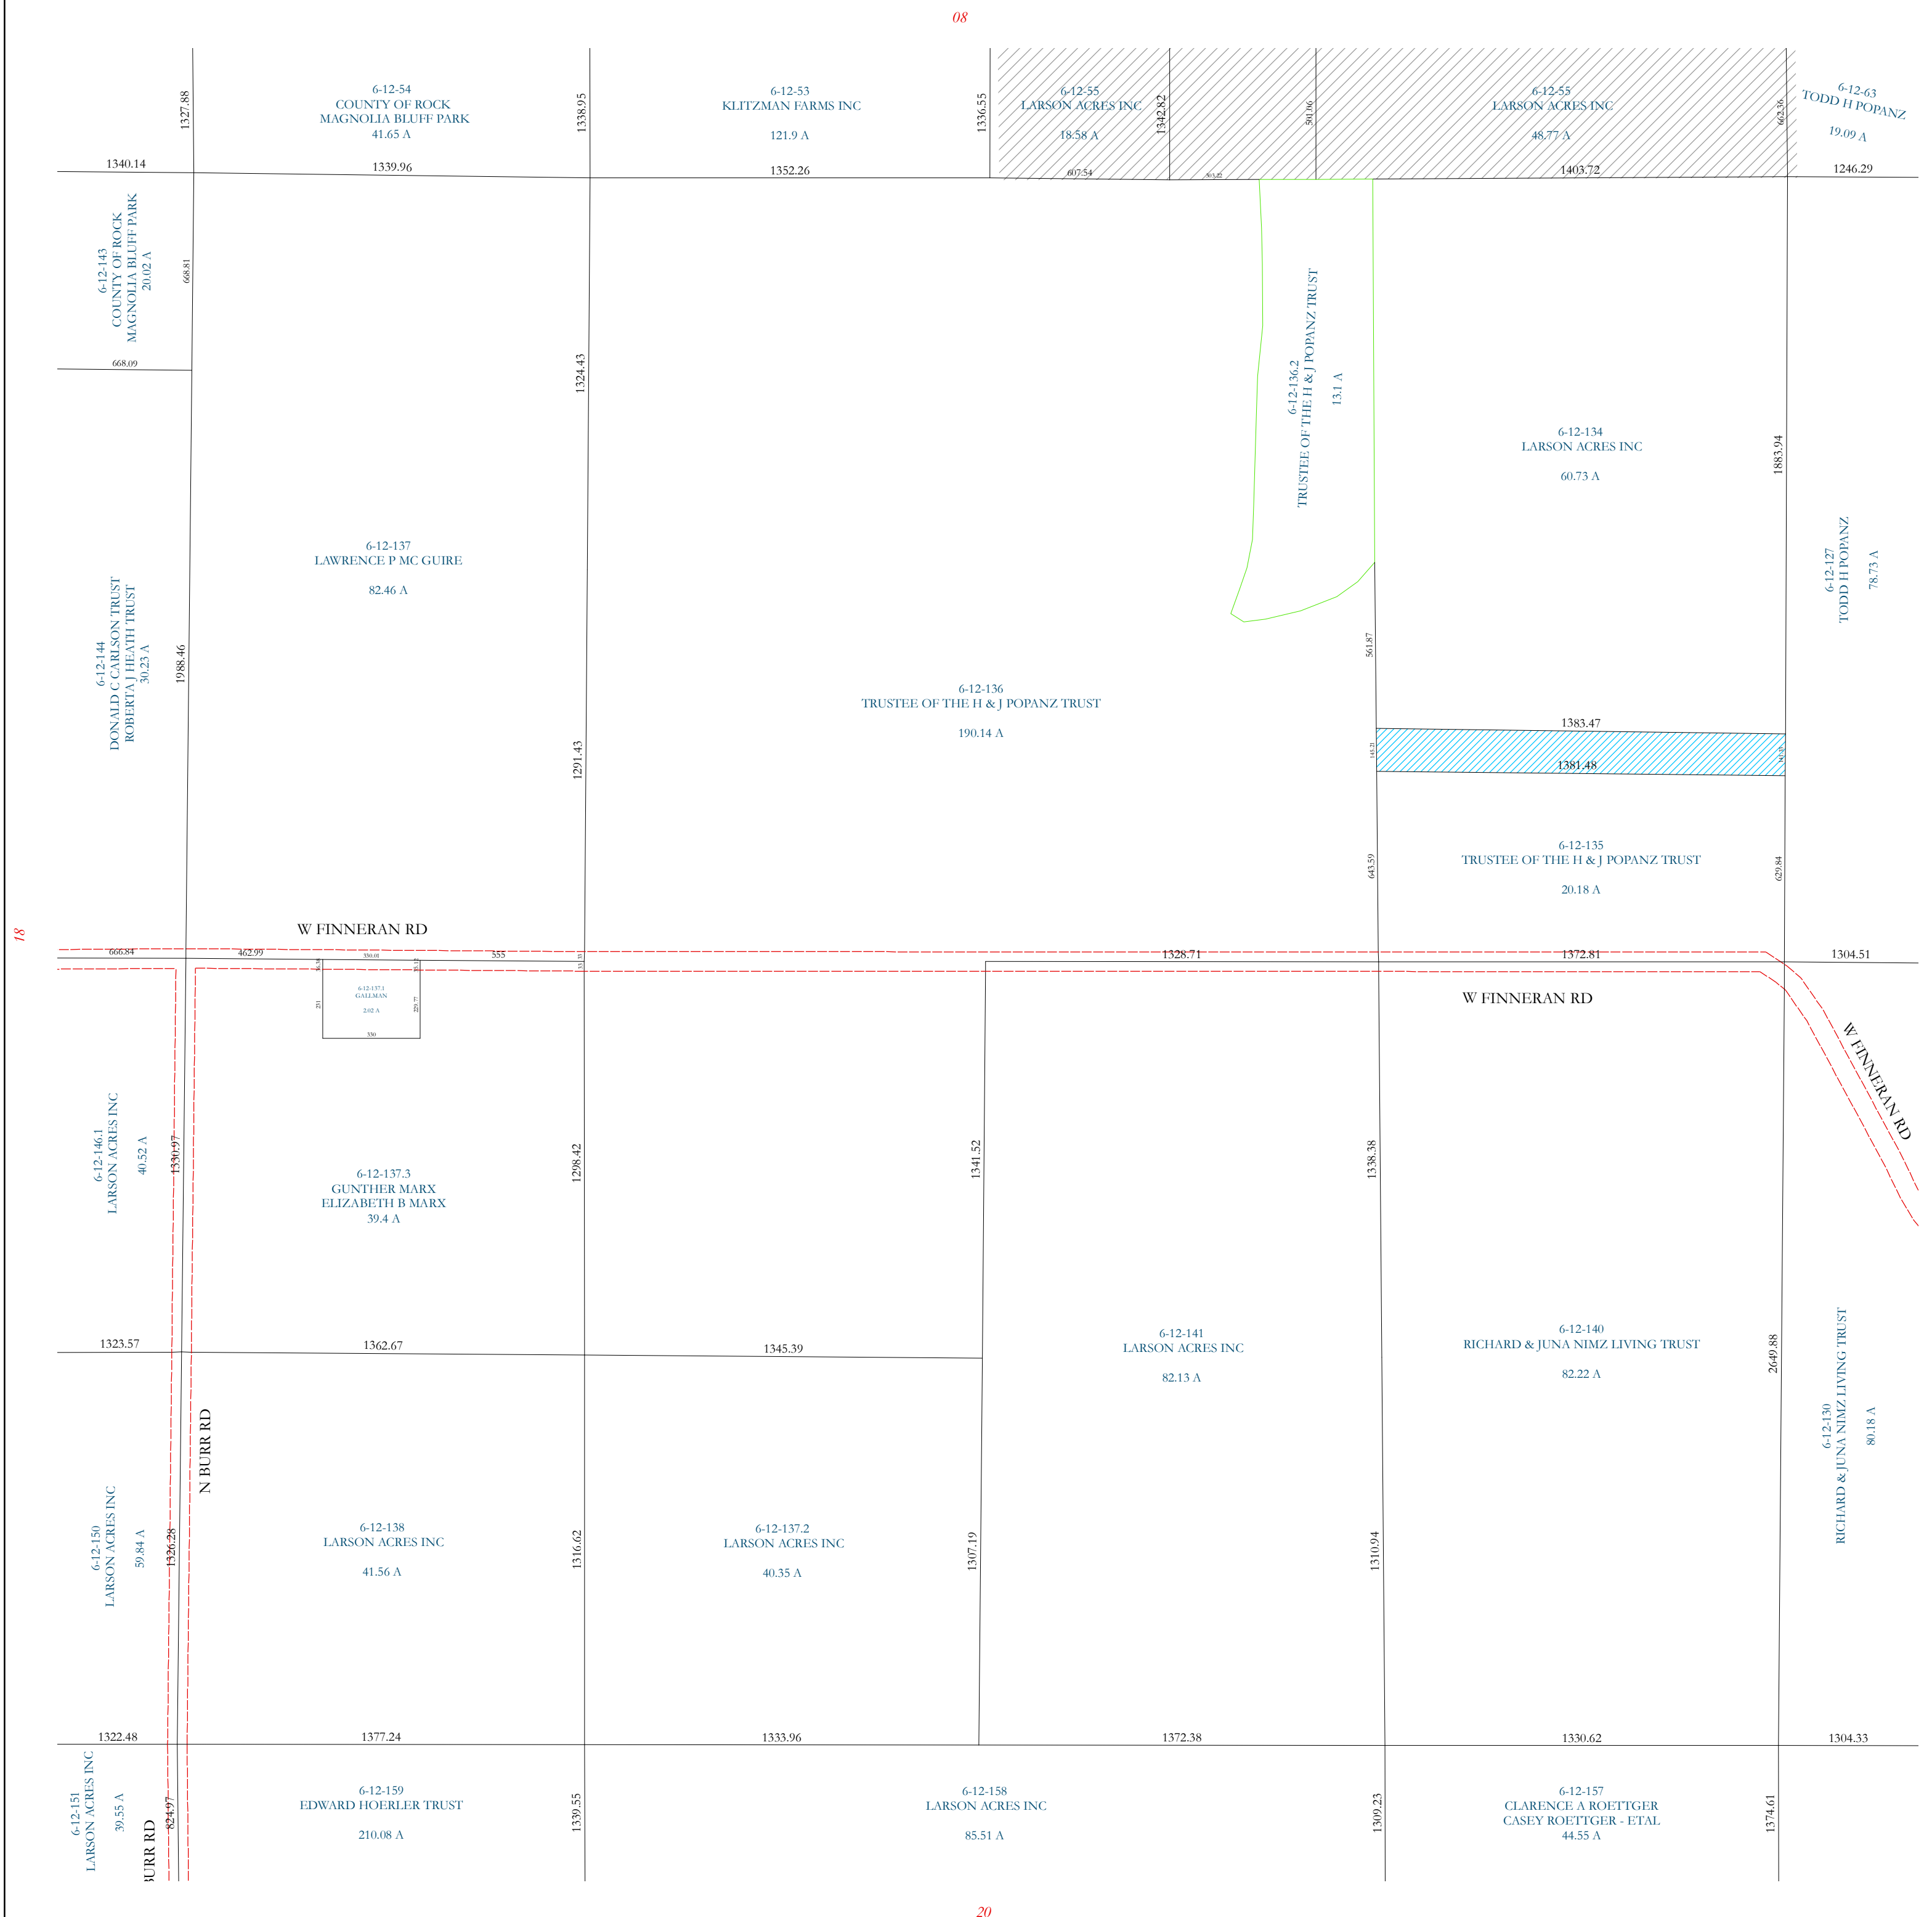 08
6-12-54
COUNTY OF ROCK
MAGNOLIA BLUFF PARK
41.65 A
6-12-53
KLITZMAN FARMS INC
121.9 A
6-12-55
LARSON ACRES INC
18.58 A
6-12-55
LARSON ACRES INC
48.77 A
6-12-63
TODD H POPANZ
19.09 A
1327.88
1338.95
1336.55
1342.82
501.06
662.36
1340.14
1339.96
1352.26
607.54
503.22
1403.72
1246.29
6-12-143
COUNTY OF ROCK
MAGNOLIA BLUFF PARK
20.02 A
668.81
668.09
1324.43
6-12-136.2
TRUSTEE OF THE H & J POPANZ TRUST
13.1 A
6-12-134
LARSON ACRES INC
60.73 A
1883.94
6-12-137
LAWRENCE P MC GUIRE
82.46 A
6-12-127
TODD H POPANZ
78.73 A
6-12-144
DONALD C CARLSON TRUST
ROBERTA J HEATH TRUST
30.23 A
1988.46
561.87
6-12-136
TRUSTEE OF THE H & J POPANZ TRUST
190.14 A
1291.43
1383.47
145.21
1381.48
6-12-135
TRUSTEE OF THE H & J POPANZ TRUST
20.18 A
643.59
629.84
18
W FINNERAN RD
666.84
462.99
330.01
555
33
33
1328.71
1372.81
1304.51
6-12-137.1
GALLMAN
2.02 A
231
229.77
330
W FINNERAN RD
W FINNERAN RD
6-12-146.1
LARSON ACRES INC
40.52 A
1330.97
6-12-137.3
GUNTHER MARX
ELIZABETH B MARX
39.4 A
1298.42
1341.52
1338.38
1323.57
1362.67
1345.39
6-12-141
LARSON ACRES INC
82.13 A
6-12-140
RICHARD & JUNA NIMZ LIVING TRUST
82.22 A
2649.88
6-12-130
RICHARD & JUNA NIMZ LIVING TRUST
80.18 A
N BURR RD
6-12-150
LARSON ACRES INC
59.84 A
1326.28
6-12-138
LARSON ACRES INC
41.56 A
1316.62
6-12-137.2
LARSON ACRES INC
40.35 A
1307.19
1310.94
1322.48
1377.24
1333.96
1372.38
1330.62
1304.33
6-12-151
LARSON ACRES INC
39.55 A
BURR RD
824.97
6-12-159
EDWARD HOERLER TRUST
210.08 A
1339.55
6-12-158
LARSON ACRES INC
85.51 A
1309.23
6-12-157
CLARENCE A ROETTGER
CASEY ROETTGER - ETAL
44.55 A
1374.61
20